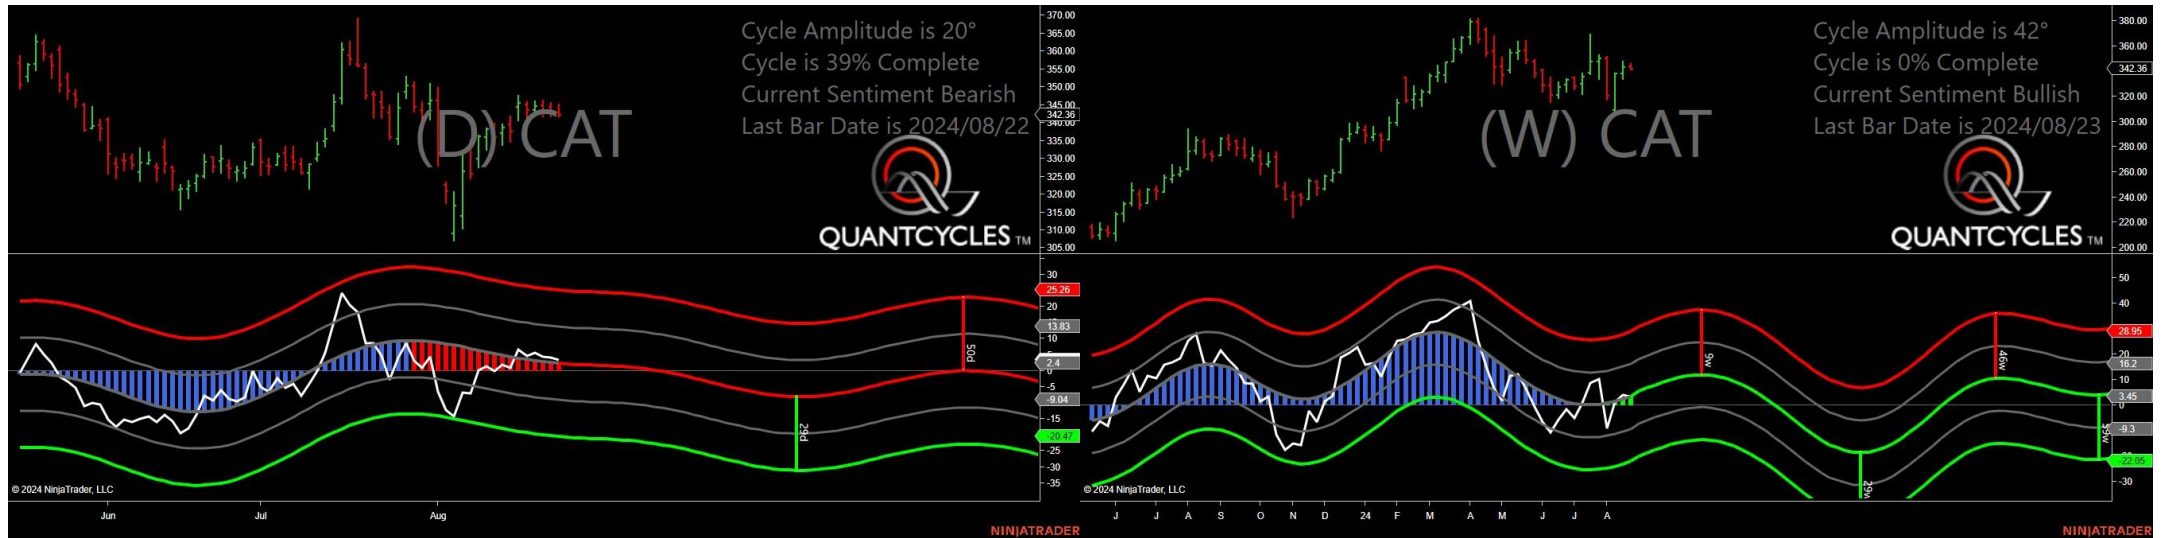 Cycle Amplitude is 20°
Cycle is 39% Complete
Current Sentiment Bearish
Last Bar Date is 2024/08/22
(D) CAT
QUANTCYCLES TM
370.00
365.00
360.00
355.00
350.00
345.00
342.36
340.00
335.00
330.00
325.00
320.00
315.00
310.00
305.00
30
25.26
20
13.83
10
5
2.4
0
-5
-9.04
-15
-20.47
-25
-30
-35
50d
29d
© 2024 NinjaTrader, LLC
Jun
Jul
Aug
NINJATRADER
Cycle Amplitude is 42°
Cycle is 0% Complete
Current Sentiment Bullish
Last Bar Date is 2024/08/23
(W) CAT
QUANTCYCLES TM
380.00
360.00
342.36
320.00
300.00
280.00
260.00
240.00
220.00
200.00
50
40
28.95
20
16.2
10
3.45
0
-9.3
-22.05
-30
9w
46w
29w
59w
© 2024 NinjaTrader, LLC
J J A S O N D 24 F M A M J J A
NINJATRADER